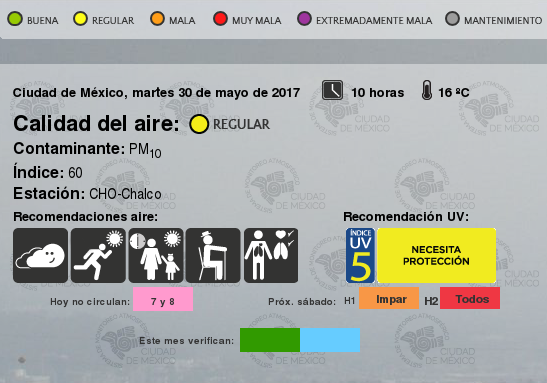 BUENA REGULAR MALA MUY MALA EXTREMADAMENTE MALA MANTENIMIENTO
Ciudad de México, martes 30 de mayo de 2017 10 horas 16 ºC
Calidad del aire: REGULAR
Contaminante: PM10
Índice: 60
Estación: CHO-Chalco
Recomendaciones aire: Recomendación UV:
ÍNDICE UV 5 NECESITA
PROTECCIÓN
Hoy no circulan: 7 y 8 Próx. sábado: H1 Impar H2 Todos
Este mes verifican:
CIUDAD
DE MÉXICO